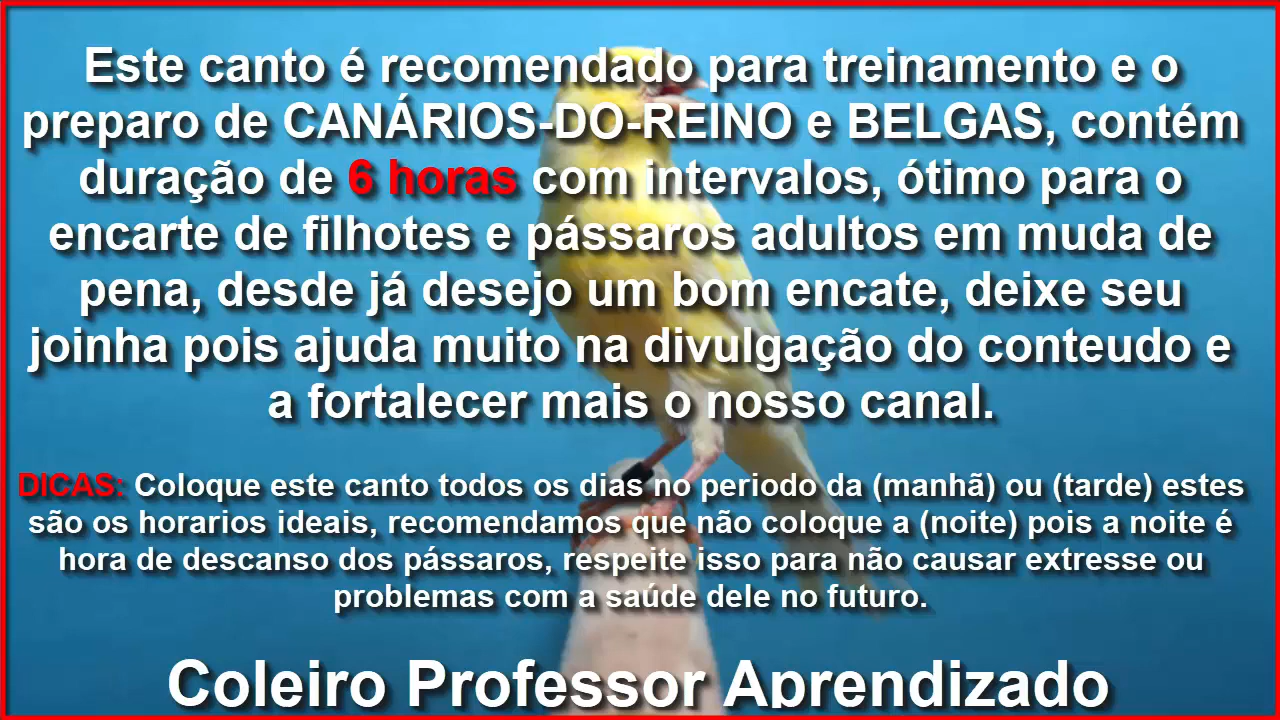 Este canto é recomendado para treinamento e o
preparo de CANÁRIOS-DO-REINO e BELGAS, contém
duração de 6 horas com intervalos, ótimo para o
encarte de filhotes e pássaros adultos em muda de
pena, desde já desejo um bom encate, deixe seu
joinha pois ajuda muito na divulgação do conteudo e
a fortalecer mais o nosso canal.
DICAS: Coloque este canto todos os dias no periodo da (manhã) ou (tarde) estes
são os horarios ideais, recomendamos que não coloque a (noite) pois a noite é
hora de descanso dos pássaros, respeite isso para não causar extresse ou
problemas com a saúde dele no futuro.
Coleiro Professor Aprendizado